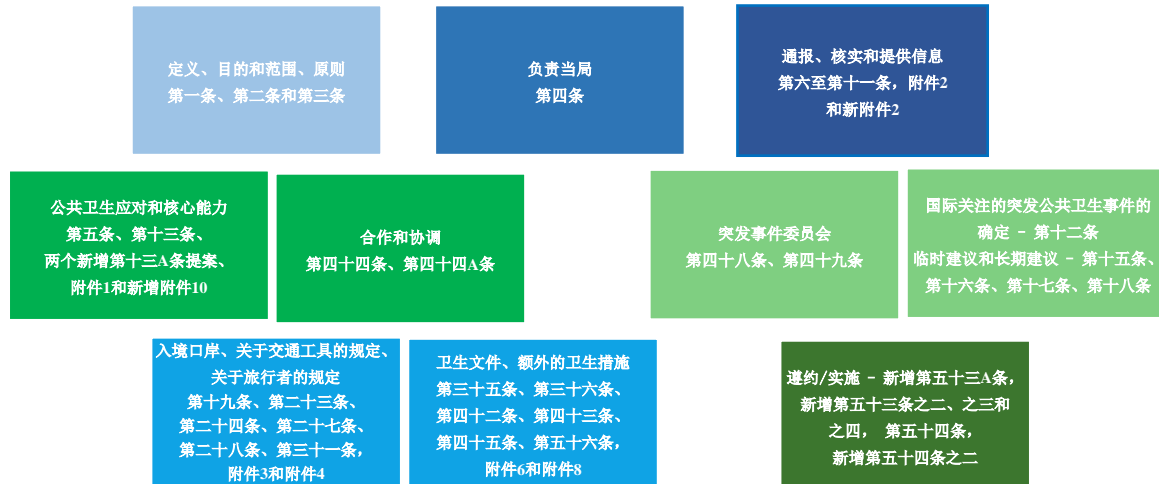 定义、目的和范围、原则
第一条、第二条和第三条
负责当局
第四条
通报、核实和提供信息
第六至第十一条，附件2
和新附件2
公共卫生应对和核心能力
第五条、第十三条、
两个新增第十三A条提案、
附件1和新增附件10
合作和协调
第四十四条、第四十四A条
突发事件委员会
第四十八条、第四十九条
国际关注的突发公共卫生事件的
确定 - 第十二条
临时建议和长期建议 - 第十五条、
第十六条、第十七条、第十八条
入境口岸、关于交通工具的规定、
关于旅行者的规定
第十九条、第二十三条、
第二十四条、第二十七条、
第二十八条、第三十一条，
附件3和附件4
卫生文件、额外的卫生措施
第三十五条、第三十六条、
第四十二条、第四十三条、
第四十五条、第五十六条，
附件6和附件8
遵约/实施 - 新增第五十三A条，
新增第五十三条之二、之三和
之四， 第五十四条，
新增第五十四条之二